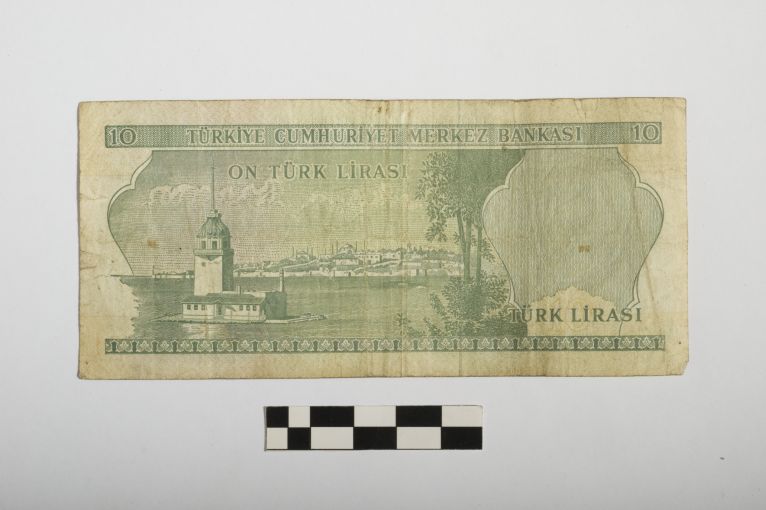 10 TÜRKİYE CUMHURİYET MERKEZ BANKASI 10
ON TÜRK LİRASI
TÜRK LİRASI